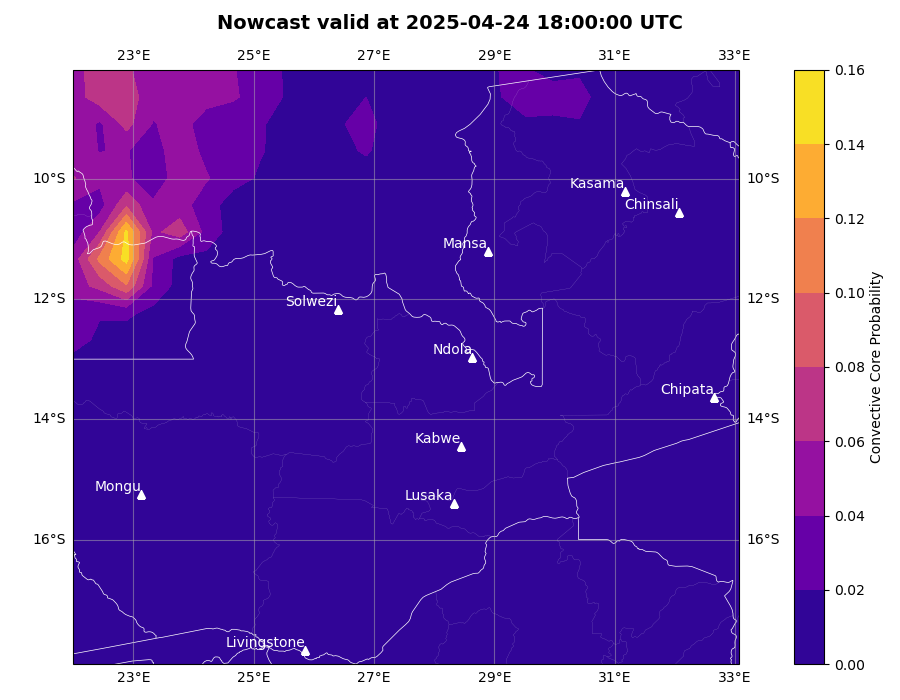 Nowcast valid at 2025-04-24 18:00:00 UTC
23°E 25°E 27°E 29°E 31°E 33°E
0.16
0.14
10°S 10°S
Kasama
Chinsali
0.12
Mansa
12°S 12°S
Solwezi
0.10
Ndola
0.08
Chipata
14°S 14°S
Kabwe
0.06
Mongu
Lusaka
0.04
16°S 16°S
0.02
Livingstone
0.00
23°E 25°E 27°E 29°E 31°E 33°E
Convective Core Probability